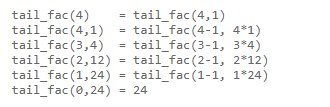 tail_fac(4)    = tail_fac(4,1)
tail_fac(4,1)  = tail_fac(4-1, 4*1)
tail_fac(3,4)  = tail_fac(3-1, 3*4)
tail_fac(2,12) = tail_fac(2-1, 2*12)
tail_fac(1,24) = tail_fac(1-1, 1*24)
tail_fac(0,24) = 24